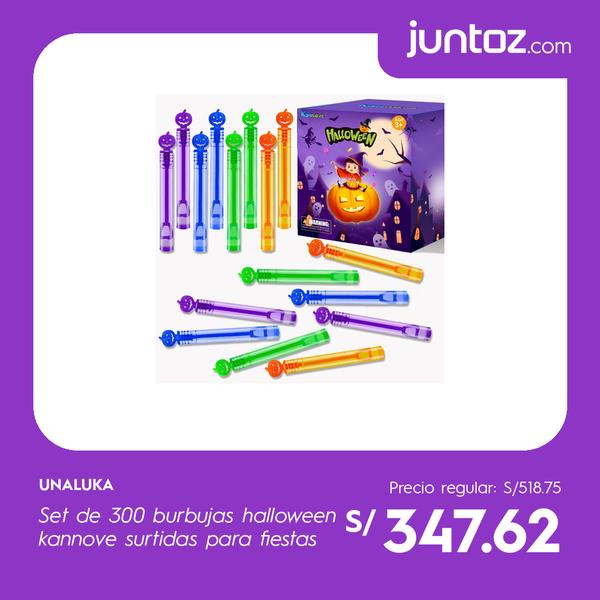 juntoz.com
HALLOWEEN
AGE
3+
WARNING:
UNALUKA
Precio regular: S/518.75
Set de 300 burbujas halloween
kannove surtidas para fiestas
S/ 347.62